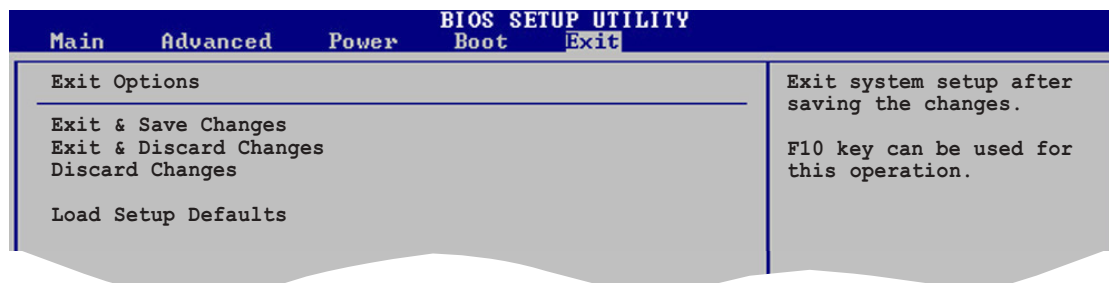 BIOS SETUP UTILITY
Main Advanced Power Boot Exit
Exit Options
Exit & Save Changes
Exit & Discard Changes
Discard Changes
Load Setup Defaults
Exit system setup after
saving the changes.
F10 key can be used for
this operation.